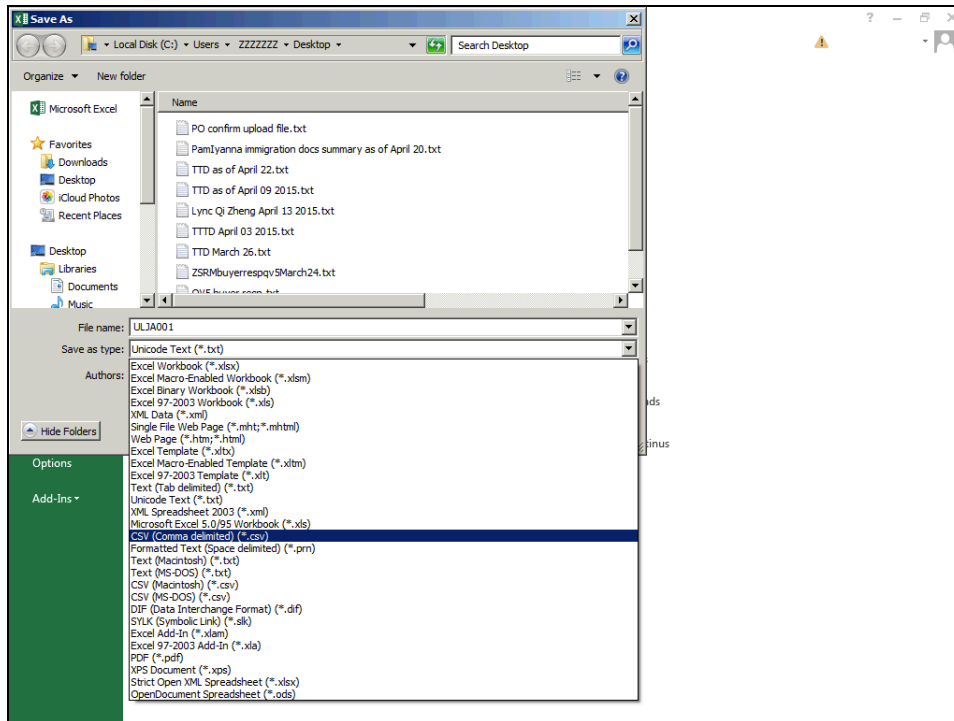 Save As
? – X
Local Disk (C:) Users ZZZZZZZ Desktop
Search Desktop
Organize New folder
?
Microsoft Excel
Name
Favorites
Downloads
Desktop
iCloud Photos
Recent Places
Desktop
Libraries
Documents
Music
PO confirm upload file.txt
PamIyanna immigration docs summary as of April 20.txt
TTD as of April 22.txt
TTD as of April 09 2015.txt
Lync Qi Zheng April 13 2015.txt
TTTD April 03 2015.txt
TTD March 26.txt
ZSRMbuyerrespqv5March24.txt
File name: ULJA001
Save as type: Unicode Text (*.txt)
Authors:
Excel Workbook (*.xlsx)
Excel Macro-Enabled Workbook (*.xlsm)
Excel Binary Workbook (*.xlsb)
Excel 97-2003 Workbook (*.xls)
XML Data (*.xml)
Single File Web Page (*.mht;*.mhtml)
Web Page (*.htm;*.html)
Excel Template (*.xltx)
Excel Macro-Enabled Template (*.xltm)
Excel 97-2003 Template (*.xlt)
Text (Tab delimited) (*.txt)
Unicode Text (*.txt)
XML Spreadsheet 2003 (*.xml)
Microsoft Excel 5.0/95 Workbook (*.xls)
CSV (Comma delimited) (*.csv)
Formatted Text (Space delimited) (*.prn)
Text (Macintosh) (*.txt)
Text (MS-DOS) (*.txt)
CSV (Macintosh) (*.csv)
CSV (MS-DOS) (*.csv)
DIF (Data Interchange Format) (*.dif)
SYLK (Symbolic Link) (*.slk)
Excel Add-In (*.xlam)
Excel 97-2003 Add-In (*.xla)
PDF (*.pdf)
XPS Document (*.xps)
Strict Open XML Spreadsheet (*.xlsx)
OpenDocument Spreadsheet (*.ods)
Hide Folders
Options
Add-Ins
ads
tinus